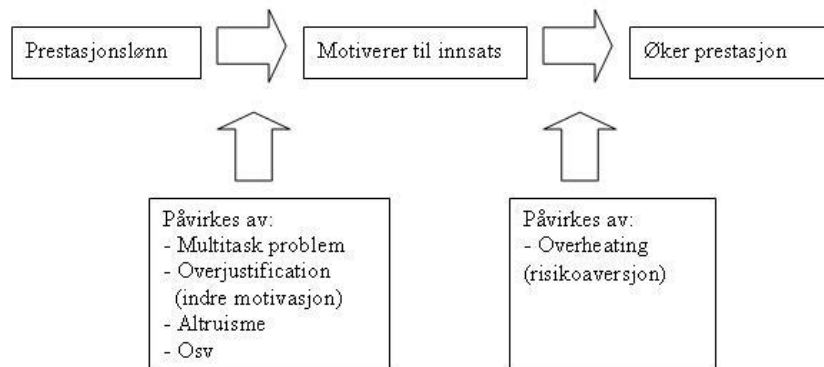 Prestasjonslønn
Motiverer til innsats
Øker prestasjon
Påvirkes av:
- Multitask problem
- Overjustification
(indre motivasjon)
- Altruisme
- Osv
Påvirkes av:
- Overheating
(risikoaversjon)